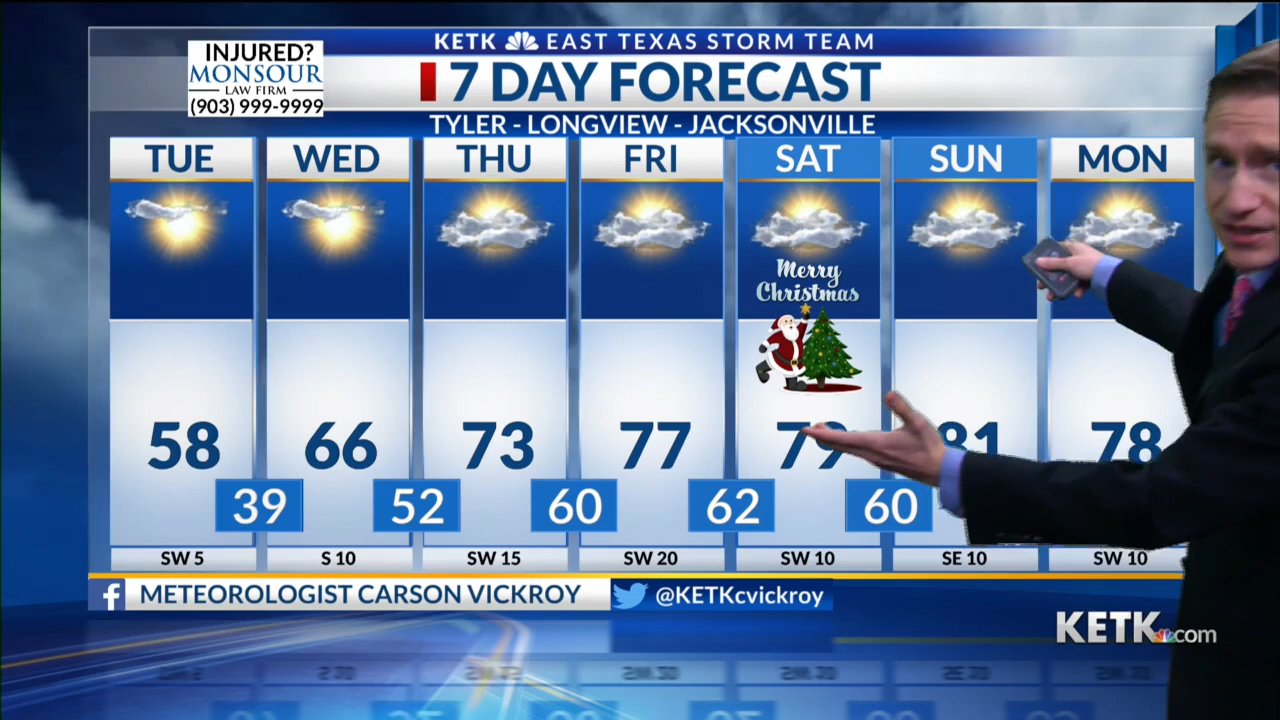 KETK EAST TEXAS STORM TEAM
INJURED?
MONSOUR
LAW FIRM
(903) 999-9999
7 DAY FORECAST
TYLER - LONGVIEW - JACKSONVILLE
TUE WED THU FRI SAT SUN MON
Merry
Christmas
58 66 73 77 79 81 78
39 52 60 62 60
SW 5 S 10 SW 15 SW 20 SW 10 SE 10 SW 10
METEOROLOGIST CARSON VICKROY @KETKcvickroy
KETK.com